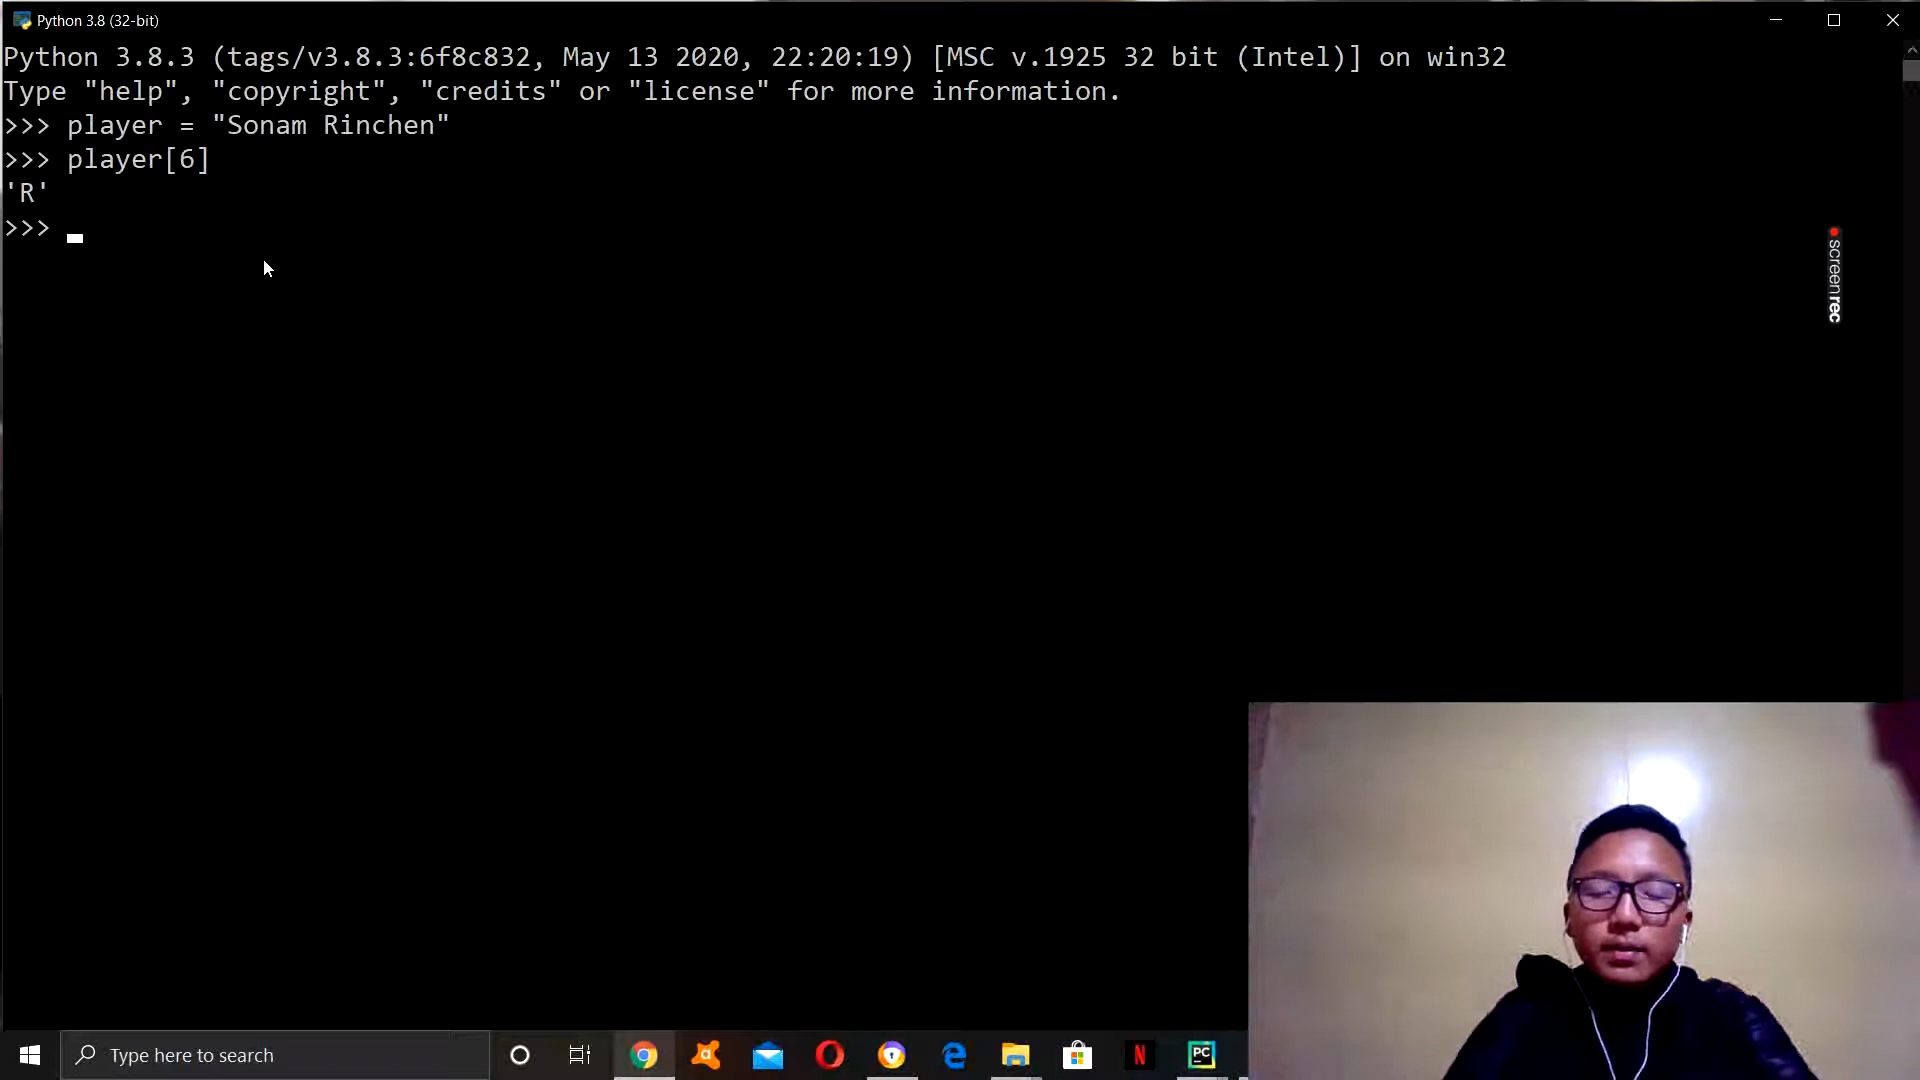 Python 3.8 (32-bit)
Python 3.8.3 (tags/v3.8.3:6f8c832, May 13 2020, 22:20:19) [MSC v.1925 32 bit (Intel)] on win32
Type "help", "copyright", "credits" or "license" for more information.
>>> player = "Sonam Rinchen"
>>> player[6]
'R'
>>>
screenrec
Type here to search
N
PC